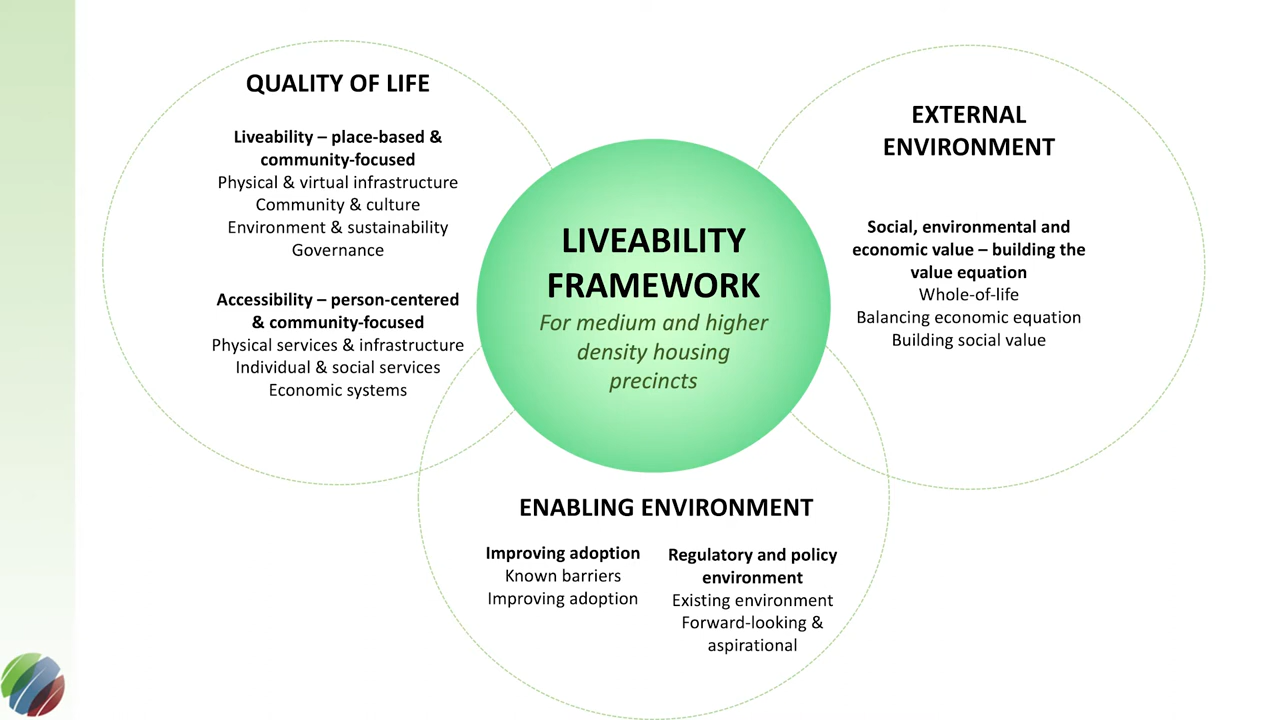 QUALITY OF LIFE
Liveability – place-based &
community-focused
Physical & virtual infrastructure
Community & culture
Environment & sustainability
Governance
Accessibility – person-centered
& community-focused
Physical services & infrastructure
Individual & social services
Economic systems
LIVEABILITY
FRAMEWORK
For medium and higher
density housing
precincts
EXTERNAL
ENVIRONMENT
Social, environmental and
economic value – building the
value equation
Whole-of-life
Balancing economic equation
Building social value
ENABLING ENVIRONMENT
Improving adoption
Known barriers
Improving adoption
Regulatory and policy
environment
Existing environment
Forward-looking &
aspirational